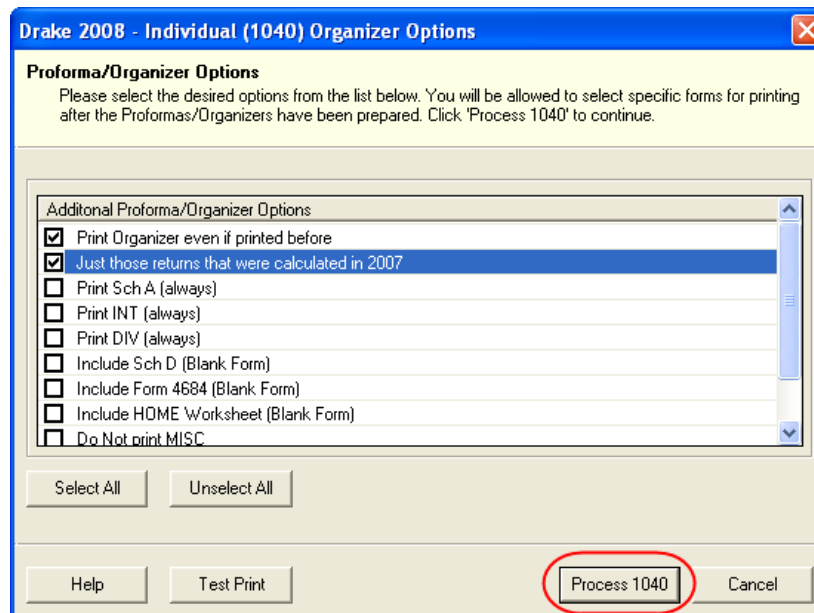 Drake 2008 - Individual (1040) Organizer Options
Proforma/Organizer Options
Please select the desired options from the list below. You will be allowed to select specific forms for printing
after the Proformas/Organizers have been prepared. Click 'Process 1040' to continue.
Additonal Proforma/Organizer Options
Print Organizer even if printed before
Just those returns that were calculated in 2007
Print Sch A (always)
Print INT (always)
Print DIV (always)
Include Sch D (Blank Form)
Include Form 4684 (Blank Form)
Include HOME Worksheet (Blank Form)
Do Not print MISC
Select All Unselect All
Help Test Print Process 1040 Cancel